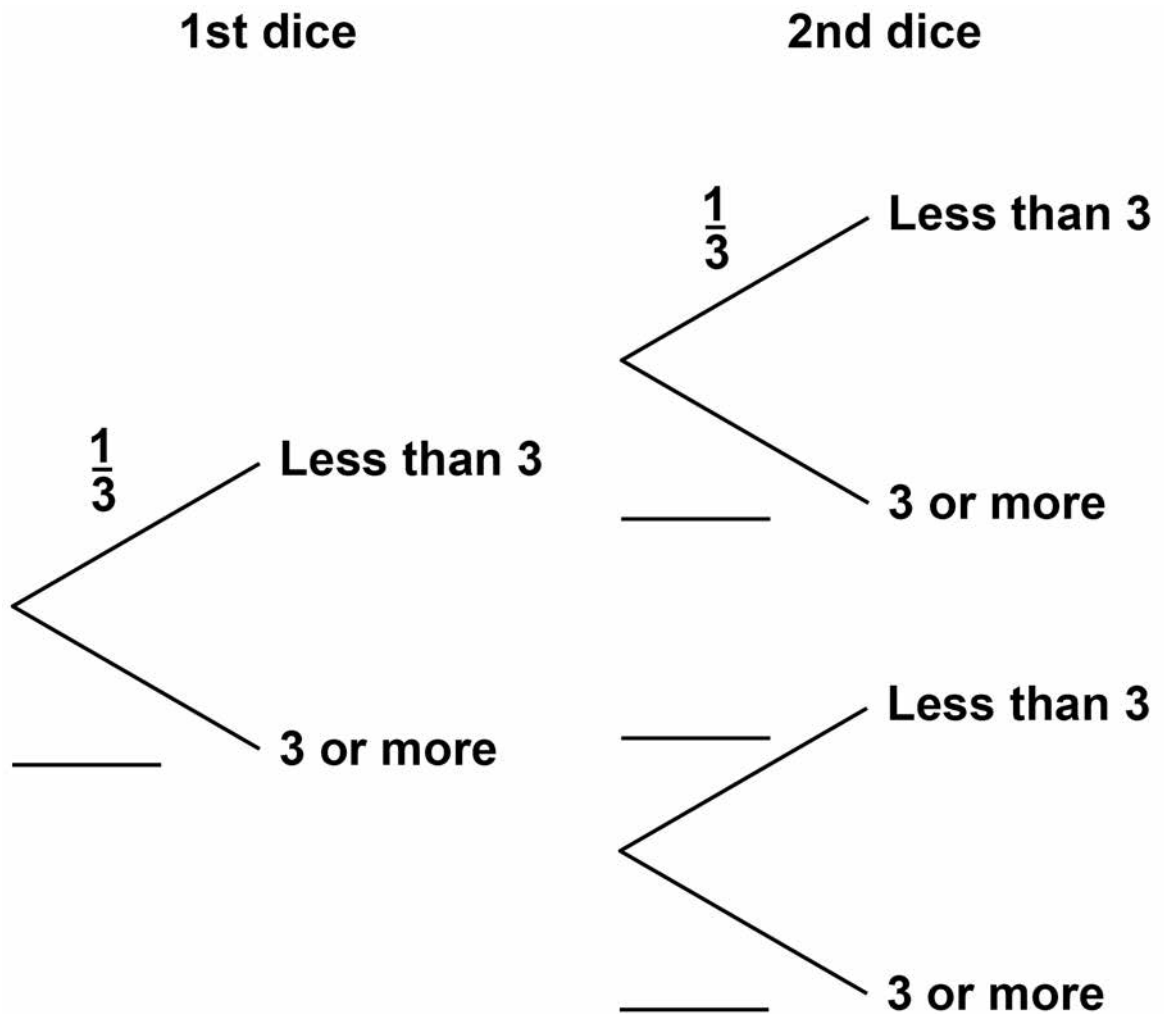 1st dice
2nd dice
1/3
Less than 3
3 or more
1/3
Less than 3
3 or more
Less than 3
3 or more